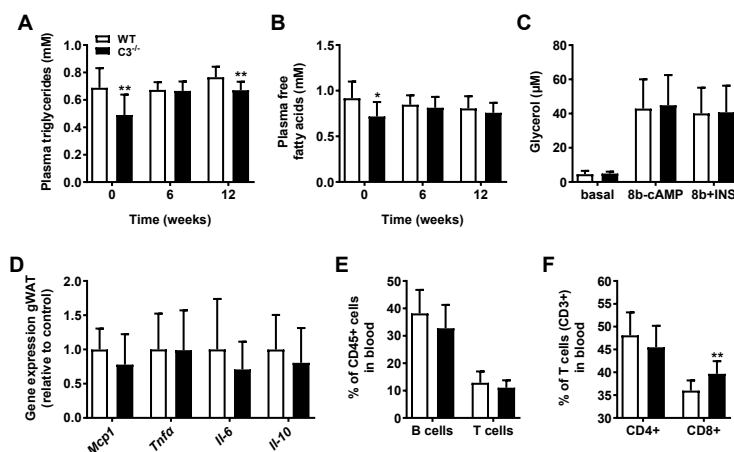 A
WT
C3-/-
Plasma triglycerides (mM)
1.0
0.8
0.6
0.4
0.2
0.0
**
**
0 6 12
Time (weeks)
B
Plasma free
fatty acids (mM)
1.5
1.0
0.5
0.0
*
0 6 12
Time (weeks)
C
Glycerol (µM)
80
60
40
20
0
basal 8b-cAMP 8b+INS
D
Gene expression gWAT
(relative to control)
2.0
1.5
1.0
0.5
0.0
Mcp1 Tnfα Il-6 Il-10
E
% of CD45+ cells
in blood
50
40
30
20
10
0
B cells T cells
F
% of T cells (CD3+)
in blood
60
55
50
45
40
35
30
**
CD4+ CD8+